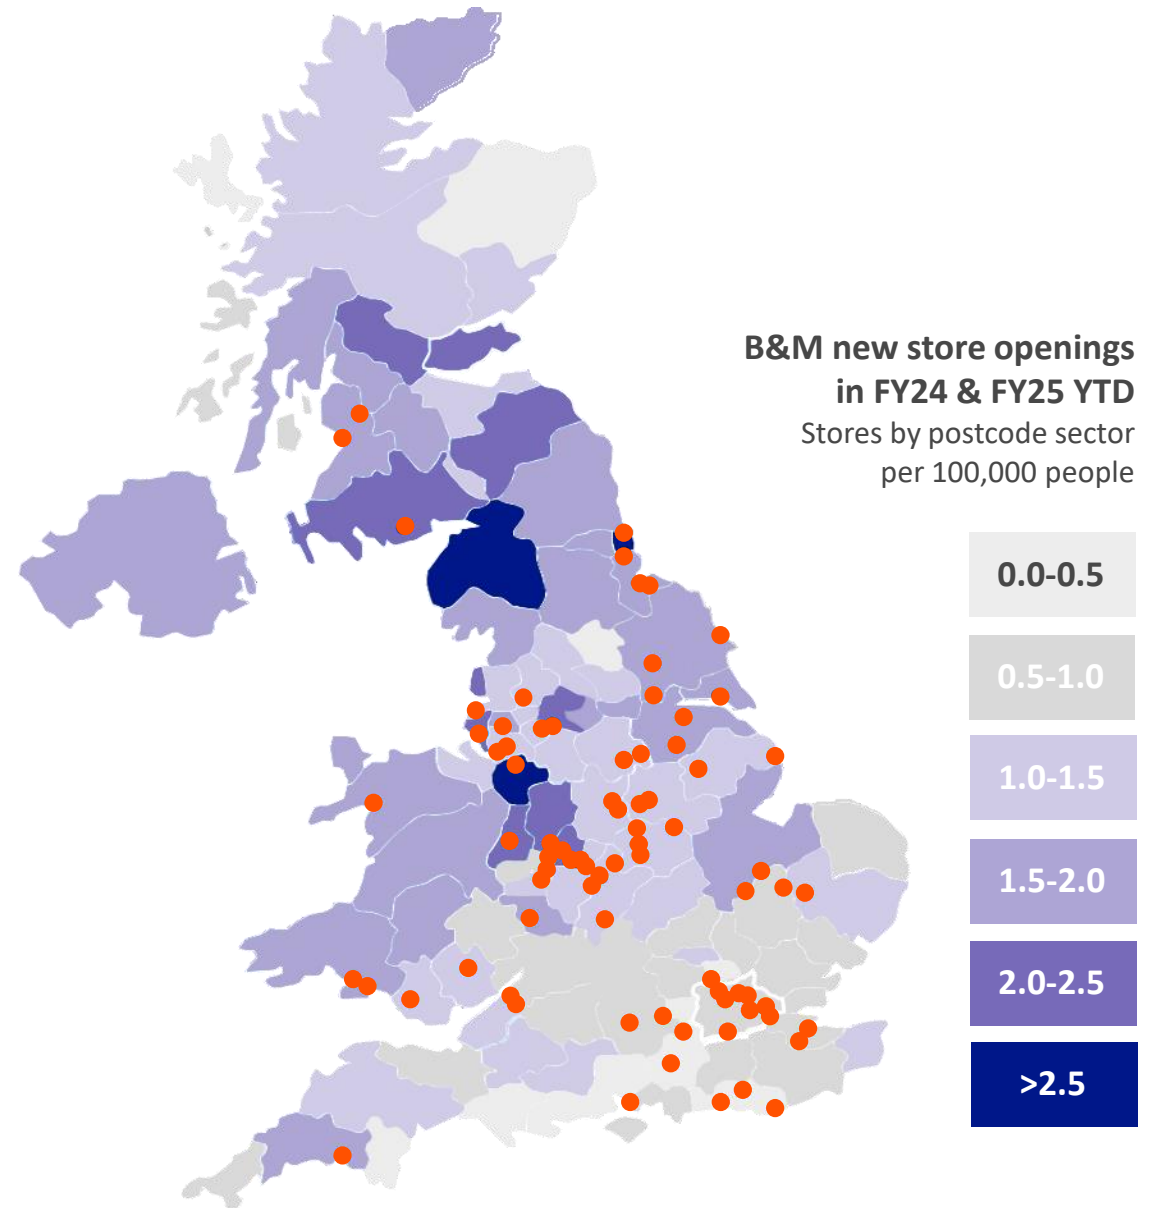 B&M new store openings
in FY24 & FY25 YTD
Stores by postcode sector
per 100,000 people
0.0-0.5
0.5-1.0
1.0-1.5
1.5-2.0
2.0-2.5
>2.5